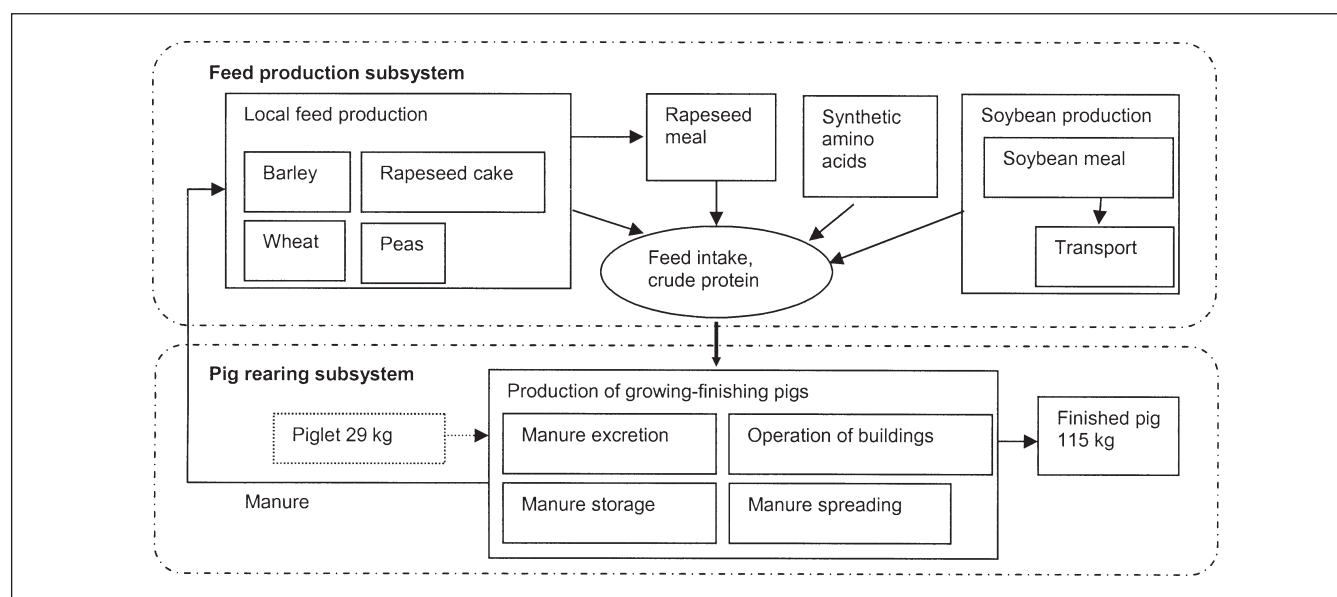 Feed production subsystem
Local feed production
Barley
Rapeseed cake
Wheat
Peas
Rapeseed
meal
Synthetic
amino
acids
Soybean production
Soybean meal
Transport
Feed intake,
crude protein
Pig rearing subsystem
Production of growing-finishing pigs
Piglet 29 kg
Manure excretion
Operation of buildings
Manure storage
Manure spreading
Finished pig
115 kg
Manure